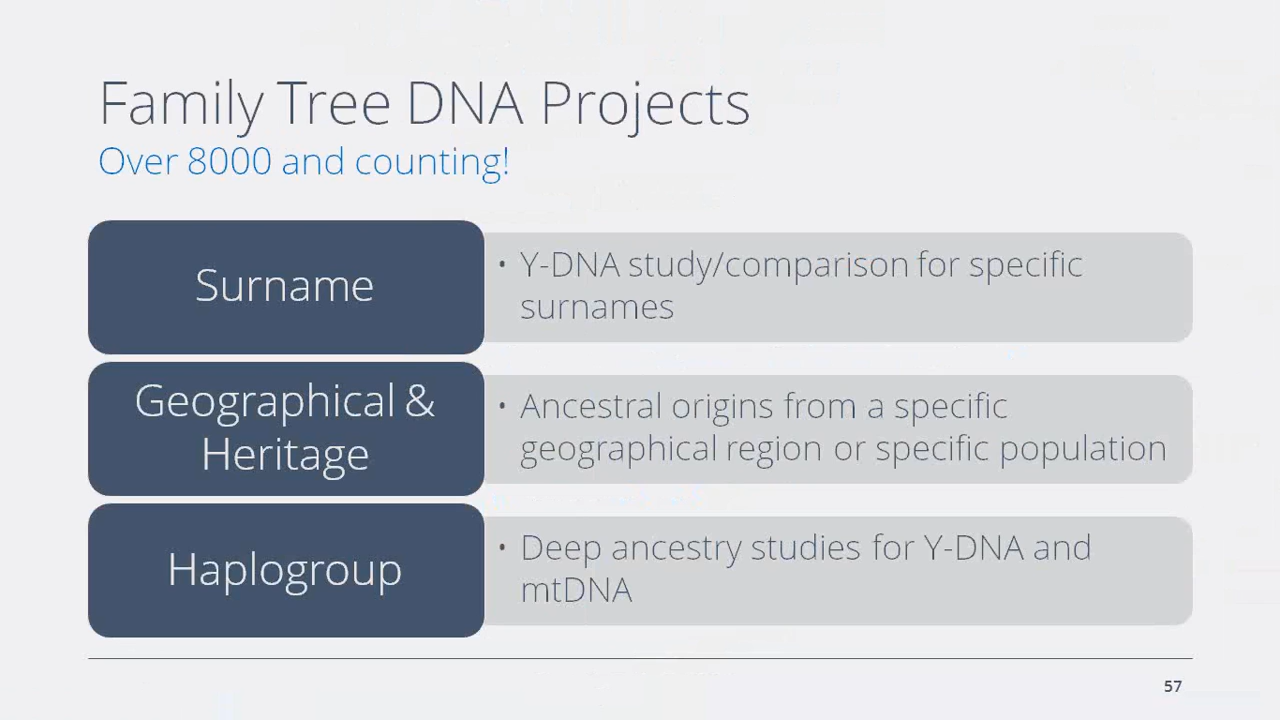 Family Tree DNA Projects
Over 8000 and counting!
Surname
• Y-DNA study/comparison for specific
surnames
Geographical &
Heritage
• Ancestral origins from a specific
geographical region or specific population
Haplogroup
• Deep ancestry studies for Y-DNA and
mtDNA
57